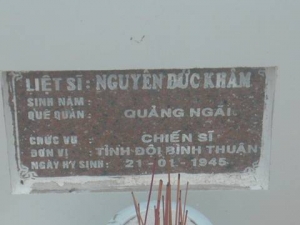 LIỆT SĨ: NGUYỄN ĐỨC KHÂM
SINH NĂM :
QUÊ QUÁN : QUẢNG NGÃI.
CHỨC VỤ : CHIẾN SĨ
ĐƠN VỊ : TỈNH ĐỘI BÌNH THUẬN
NGÀY HY SINH: 21-01-1945